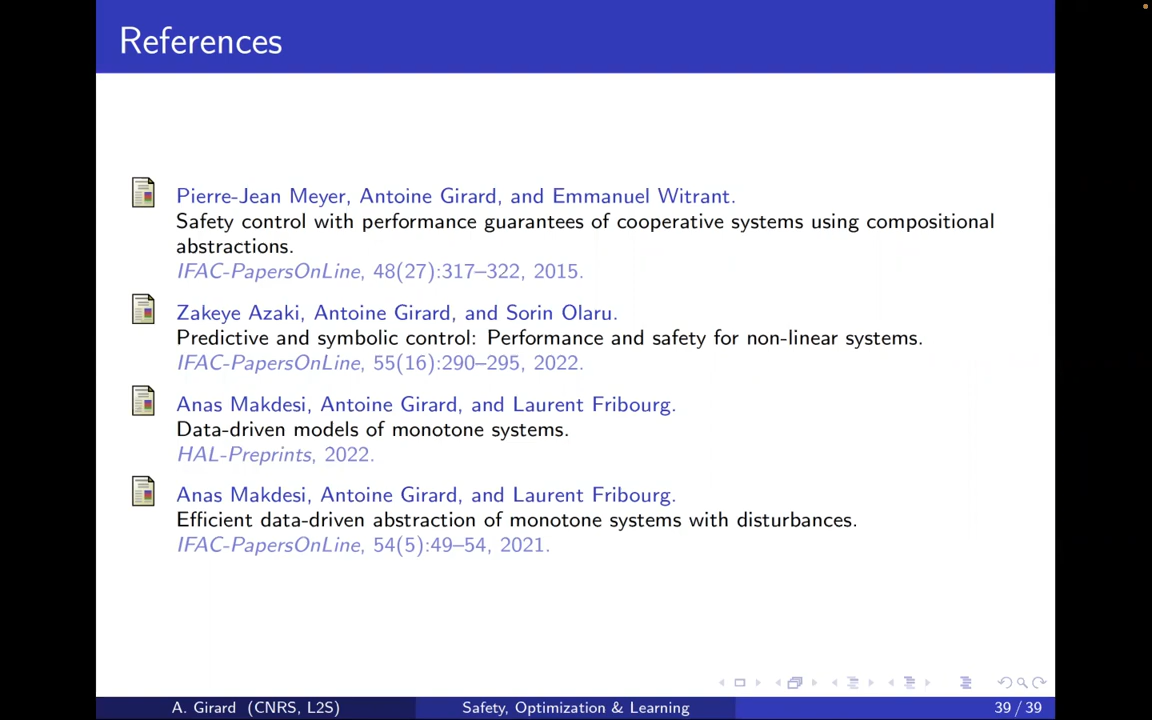 References
Pierre-Jean Meyer, Antoine Girard, and Emmanuel Witrant.
Safety control with performance guarantees of cooperative systems using compositional
abstractions.
IFAC-PapersOnLine, 48(27):317–322, 2015.
Zakeye Azaki, Antoine Girard, and Sorin Olaru.
Predictive and symbolic control: Performance and safety for non-linear systems.
IFAC-PapersOnLine, 55(16):290–295, 2022.
Anas Makdesi, Antoine Girard, and Laurent Fribourg.
Data-driven models of monotone systems.
HAL-Preprints, 2022.
Anas Makdesi, Antoine Girard, and Laurent Fribourg.
Efficient data-driven abstraction of monotone systems with disturbances.
IFAC-PapersOnLine, 54(5):49–54, 2021.
A. Girard (CNRS, L2S) Safety, Optimization & Learning 39 / 39